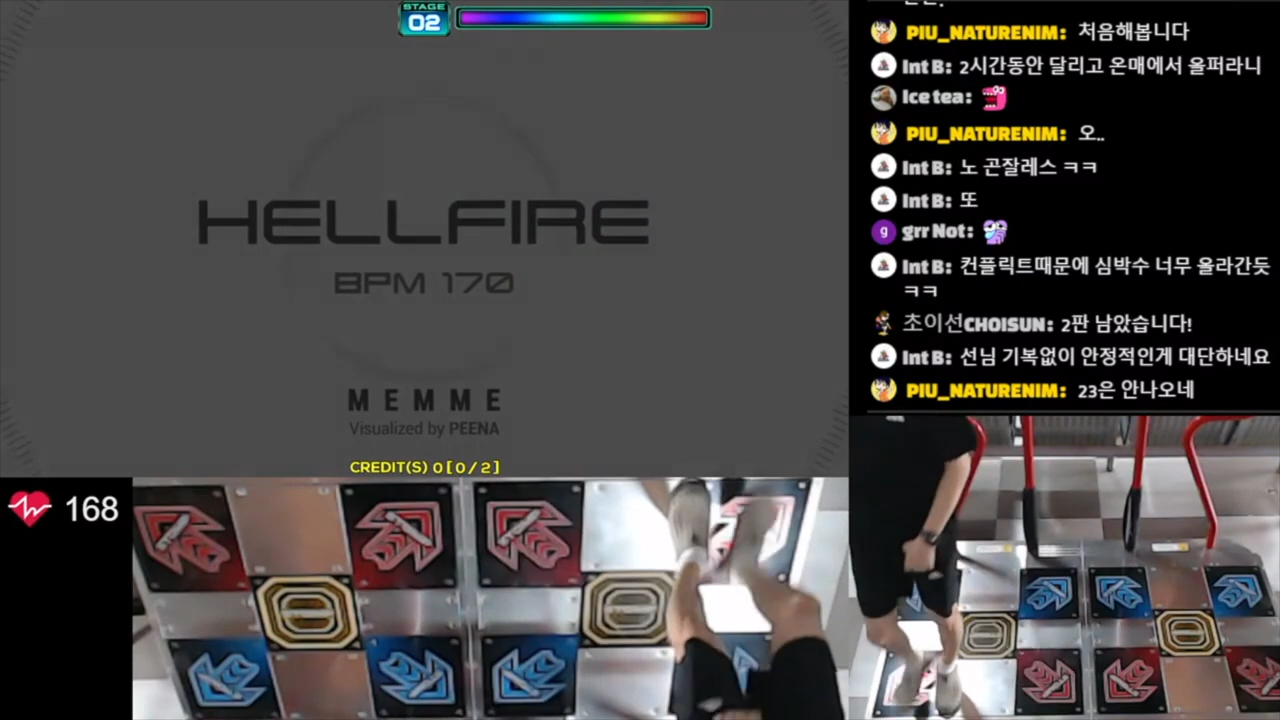 STAGE
02
HELLFIRE
BPM 170
MEMME
Visualized by PEENA
CREDIT(S) 0 [ 0 / 2 ]
168
PIU_NATURENIM: 처음해봅니다
Int B: 2시간동안 달리고 온매에서 올퍼라니
Ice tea:
PIU_NATURENIM: 오..
Int B: 노 곤잘레스 ㅋㅋ
Int B: 또
g grr Not:
Int B: 컨플릭트때문에 심박수 너무 올라간듯
ㅋㅋ
초이선CHOISUN: 2판 남았습니다!
Int B: 선님 기복없이 안정적인게 대단하네요
PIU_NATURENIM: 23은 안나오네